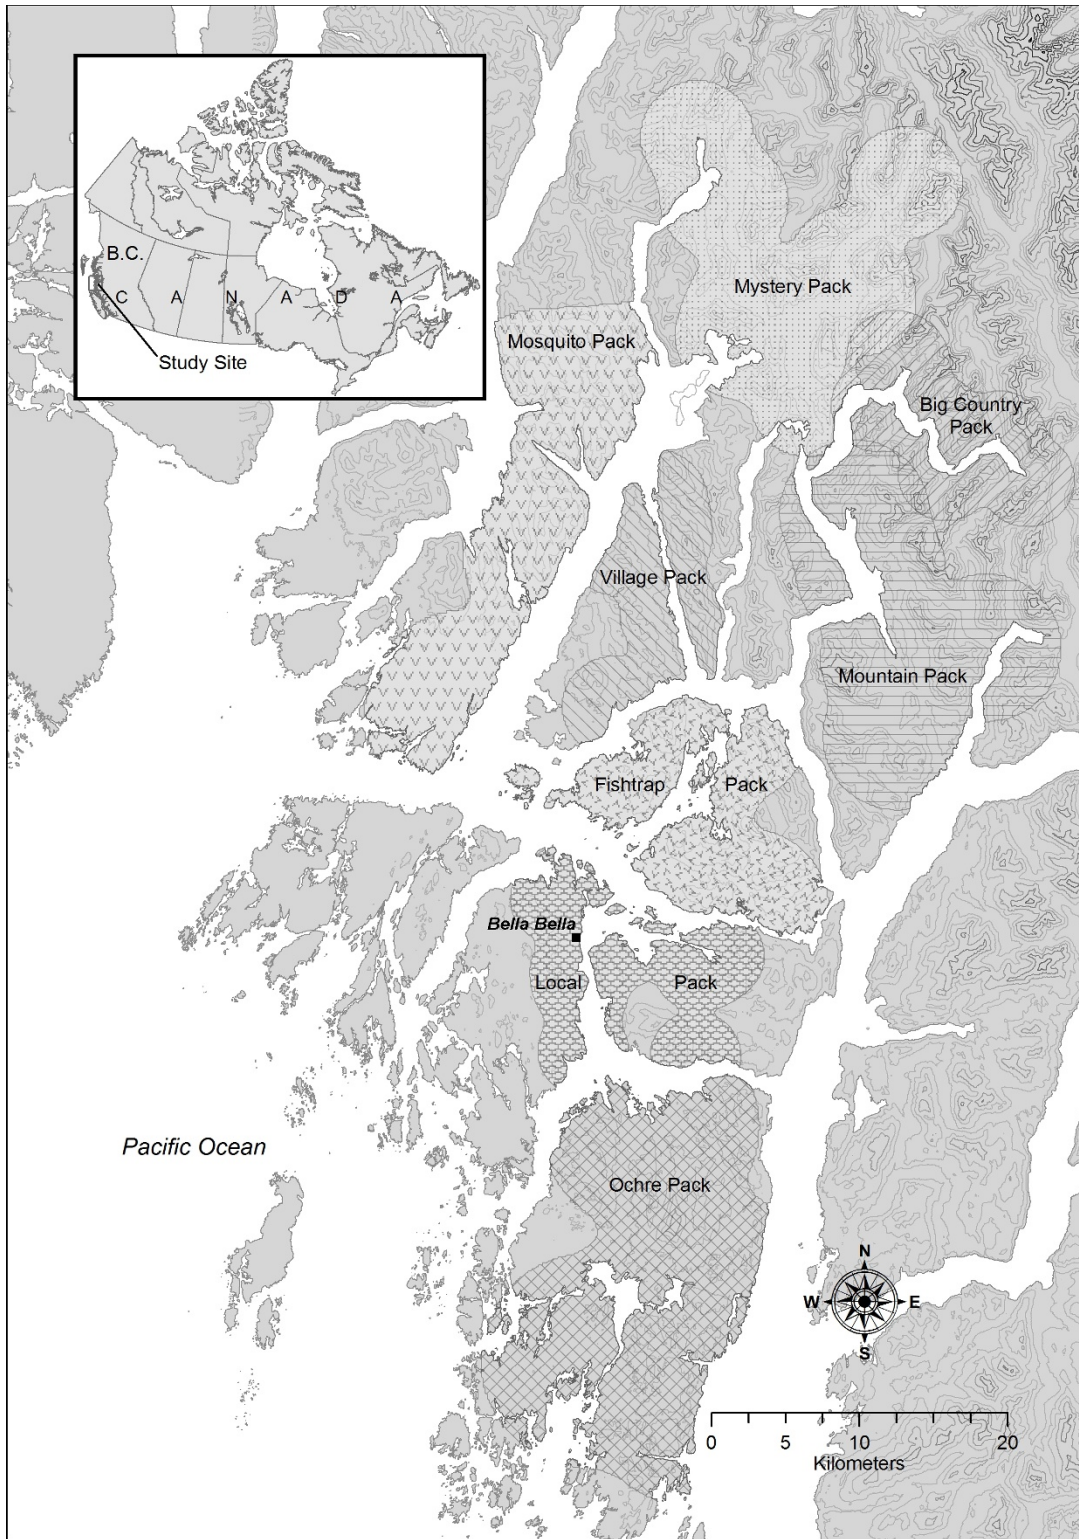 B.C.
C A N A D A
Study Site
Mystery Pack
Mosquito Pack
Big Country
Pack
Village Pack
Mountain Pack
Fishtrap Pack
Bella Bella
Local Pack
Pacific Ocean
Ochre Pack
N
W E
S
0 5 10 20
Kilometers